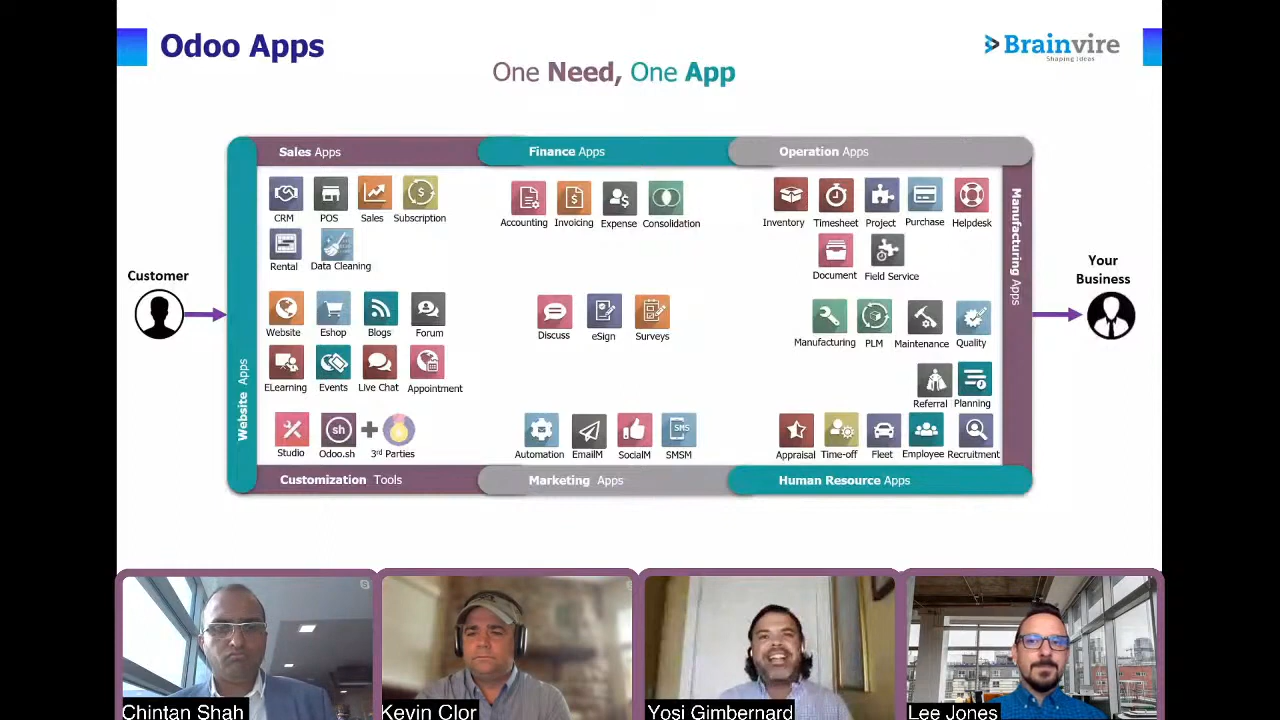 Odoo Apps
Brainvire
Shaping Ideas
One Need, One App
Sales Apps
Finance Apps
Operation Apps
CRM POS Sales Subscription
Accounting Invoicing Expense Consolidation
Inventory Timesheet Project Purchase Helpdesk
Rental Data Cleaning
Document Field Service
Customer
Your
Business
Manufacturing Apps
Website Eshop Blogs Forum
Discuss eSign Surveys
Manufacturing PLM Maintenance Quality
ELearning Events Live Chat Appointment
Referral Planning
Website Apps
sh
SMS
Studio Odoo.sh 3rd Parties
Automation EmailM SocialM SMSM
Appraisal Time-off Fleet Employee Recruitment
Customization Tools
Marketing Apps
Human Resource Apps
Chintan Shah
Kevin Clor
Yosi Gimbernard
Lee Jones